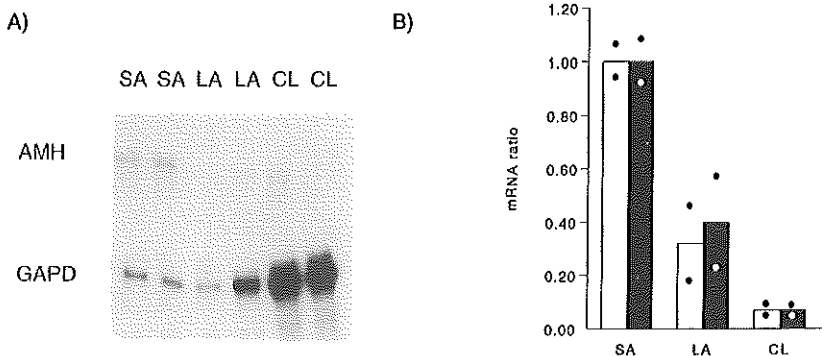 A)
SA SA LA LA CL CL
AMH
GAPD
B)
mRNA ratio
1.20
1.00
0.80
0.60
0.40
0.20
0.00
SA LA CL